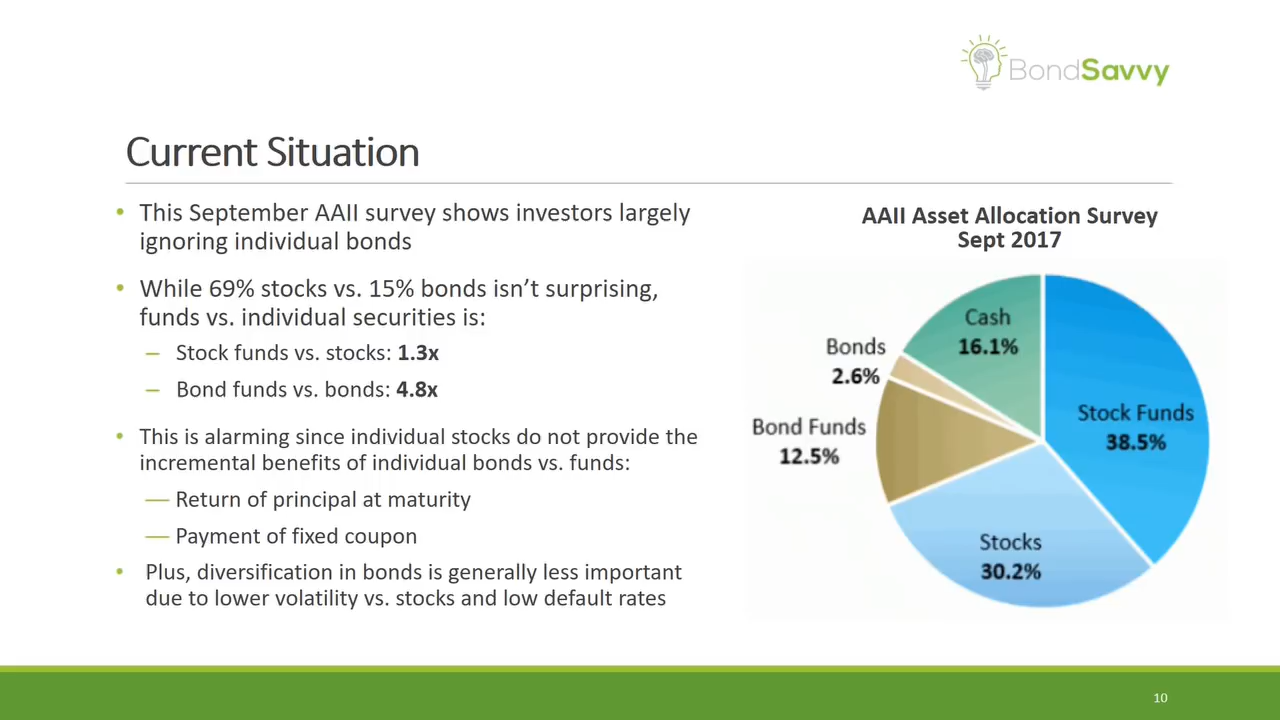 BondSavvy
Current Situation
• This September AAII survey shows investors largely
ignoring individual bonds
• While 69% stocks vs. 15% bonds isn’t surprising,
funds vs. individual securities is:
– Stock funds vs. stocks: 1.3x
– Bond funds vs. bonds: 4.8x
• This is alarming since individual stocks do not provide the
incremental benefits of individual bonds vs. funds:
— Return of principal at maturity
— Payment of fixed coupon
• Plus, diversification in bonds is generally less important
due to lower volatility vs. stocks and low default rates
AAII Asset Allocation Survey
Sept 2017
Cash
16.1%
Bonds
2.6%
Stock Funds
38.5%
Bond Funds
12.5%
Stocks
30.2%
10